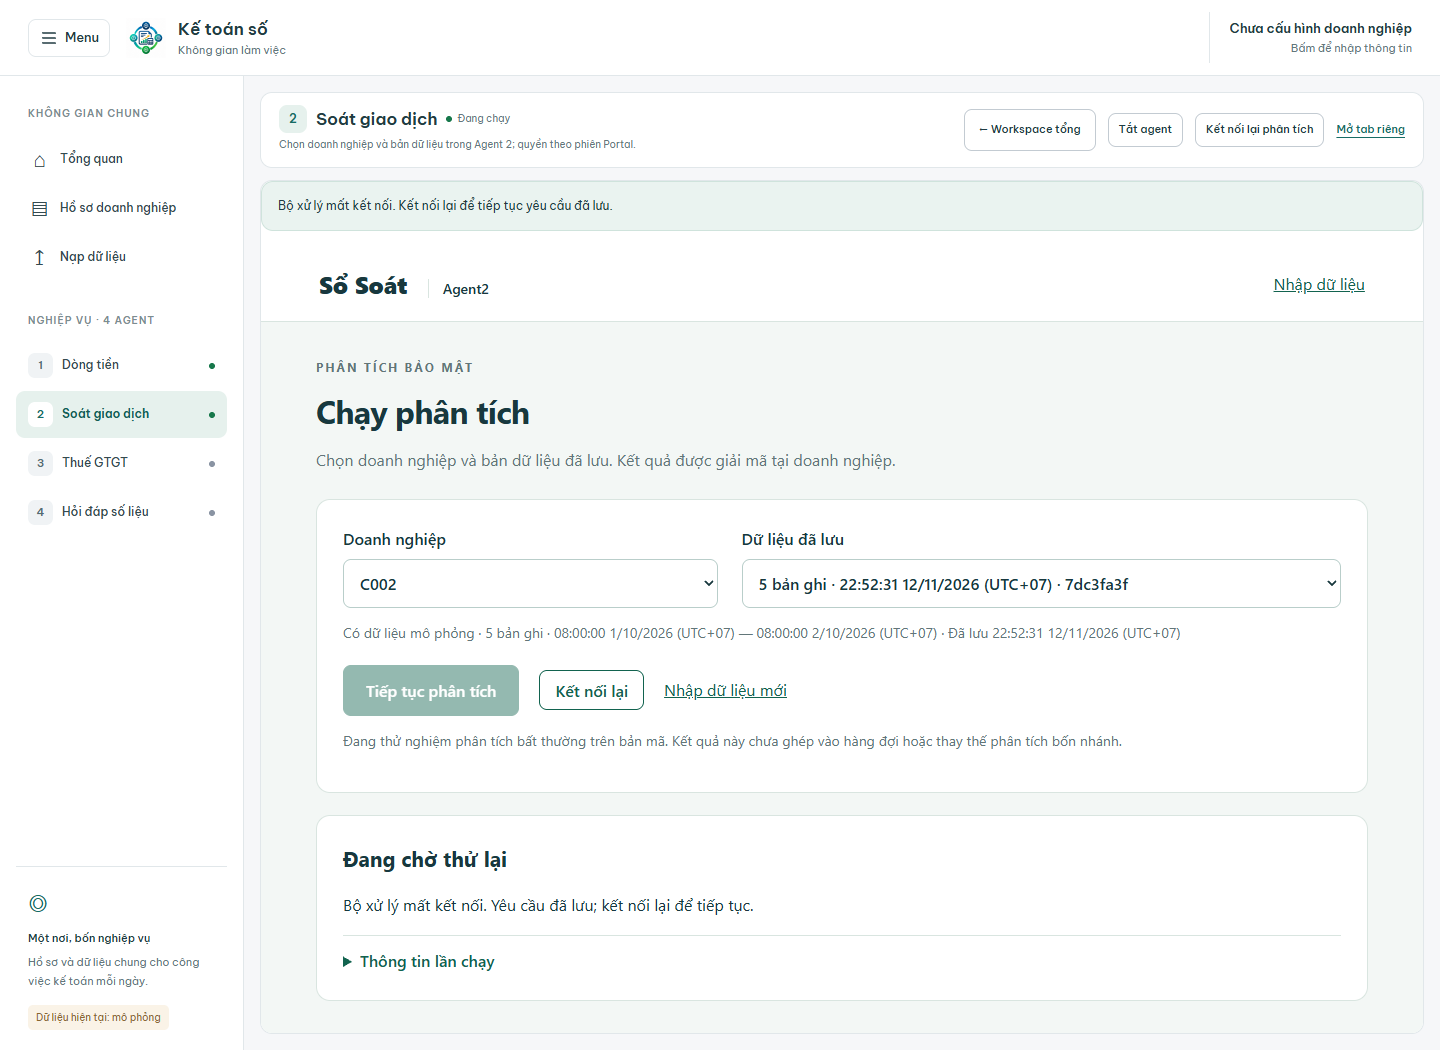 Menu
Kế toán số
Không gian làm việc
Chưa cấu hình doanh nghiệp
Bấm để nhập thông tin
KHÔNG GIAN CHUNG
Tổng quan
Hồ sơ doanh nghiệp
Nạp dữ liệu
NGHIỆP VỤ · 4 AGENT
1 Dòng tiền
2 Soát giao dịch
3 Thuế GTGT
4 Hỏi đáp số liệu
Một nơi, bốn nghiệp vụ
Hồ sơ và dữ liệu chung cho công
việc kế toán mỗi ngày.
Dữ liệu hiện tại: mô phỏng
2 Soát giao dịch Đang chạy
Chọn doanh nghiệp và bản dữ liệu trong Agent 2; quyền theo phiên Portal.
← Workspace tổng
Tắt agent
Kết nối lại phân tích
Mở tab riêng
Bộ xử lý mất kết nối. Kết nối lại để tiếp tục yêu cầu đã lưu.
Sổ Soát
Agent2
Nhập dữ liệu
PHÂN TÍCH BẢO MẬT
Chạy phân tích
Chọn doanh nghiệp và bản dữ liệu đã lưu. Kết quả được giải mã tại doanh nghiệp.
Doanh nghiệp
C002
Dữ liệu đã lưu
5 bản ghi · 22:52:31 12/11/2026 (UTC+07) · 7dc3fa3f
Có dữ liệu mô phỏng · 5 bản ghi · 08:00:00 1/10/2026 (UTC+07) — 08:00:00 2/10/2026 (UTC+07) · Đã lưu 22:52:31 12/11/2026 (UTC+07)
Tiếp tục phân tích
Kết nối lại
Nhập dữ liệu mới
Đang thử nghiệm phân tích bất thường trên bản mã. Kết quả này chưa ghép vào hàng đợi hoặc thay thế phân tích bốn nhánh.
Đang chờ thử lại
Bộ xử lý mất kết nối. Yêu cầu đã lưu; kết nối lại để tiếp tục.
Thông tin lần chạy